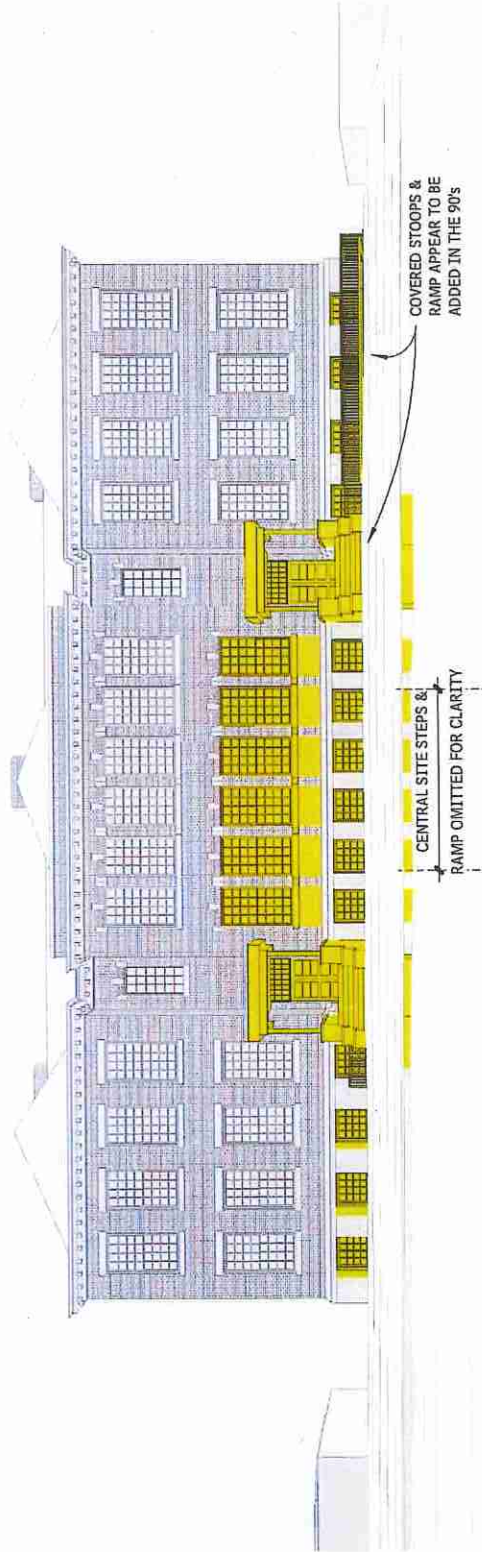 CENTRAL SITE STEPS &
RAMP OMITTED FOR CLARITY
COVERED STOOPS &
RAMP APPEAR TO BE
ADDED IN THE 90's